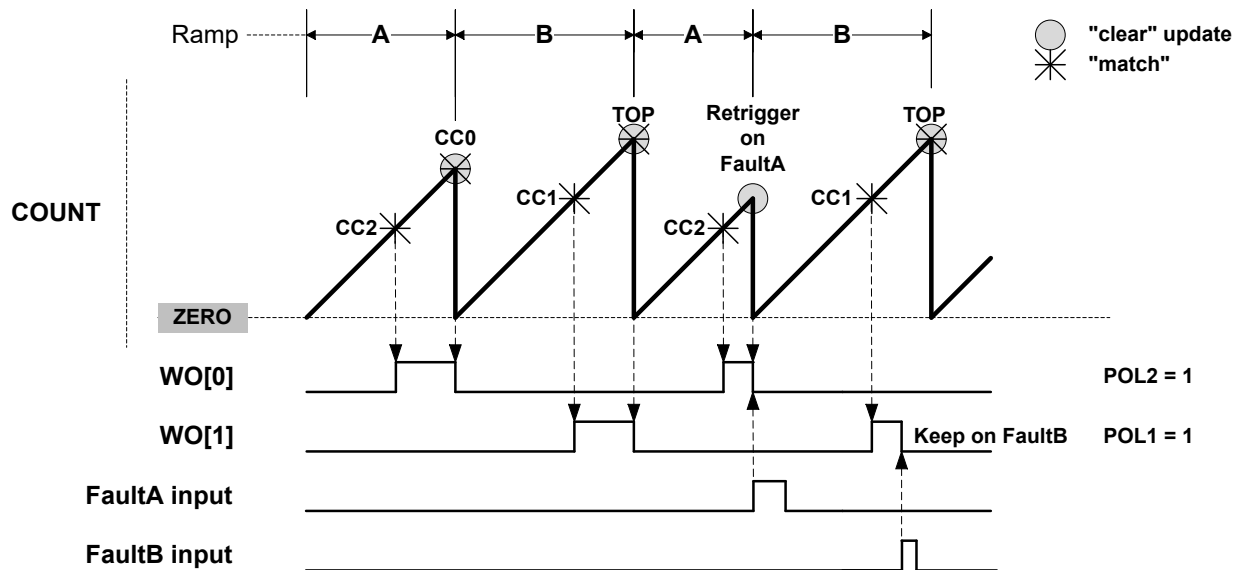 Ramp
A
B
A
B
"clear" update
"match"
COUNT
CC0
TOP
Retrigger
on
FaultA
TOP
CC2
CC1
CC2
CC1
ZERO
WO[0]
POL2 = 1
WO[1]
Keep on FaultB
POL1 = 1
FaultA input
FaultB input